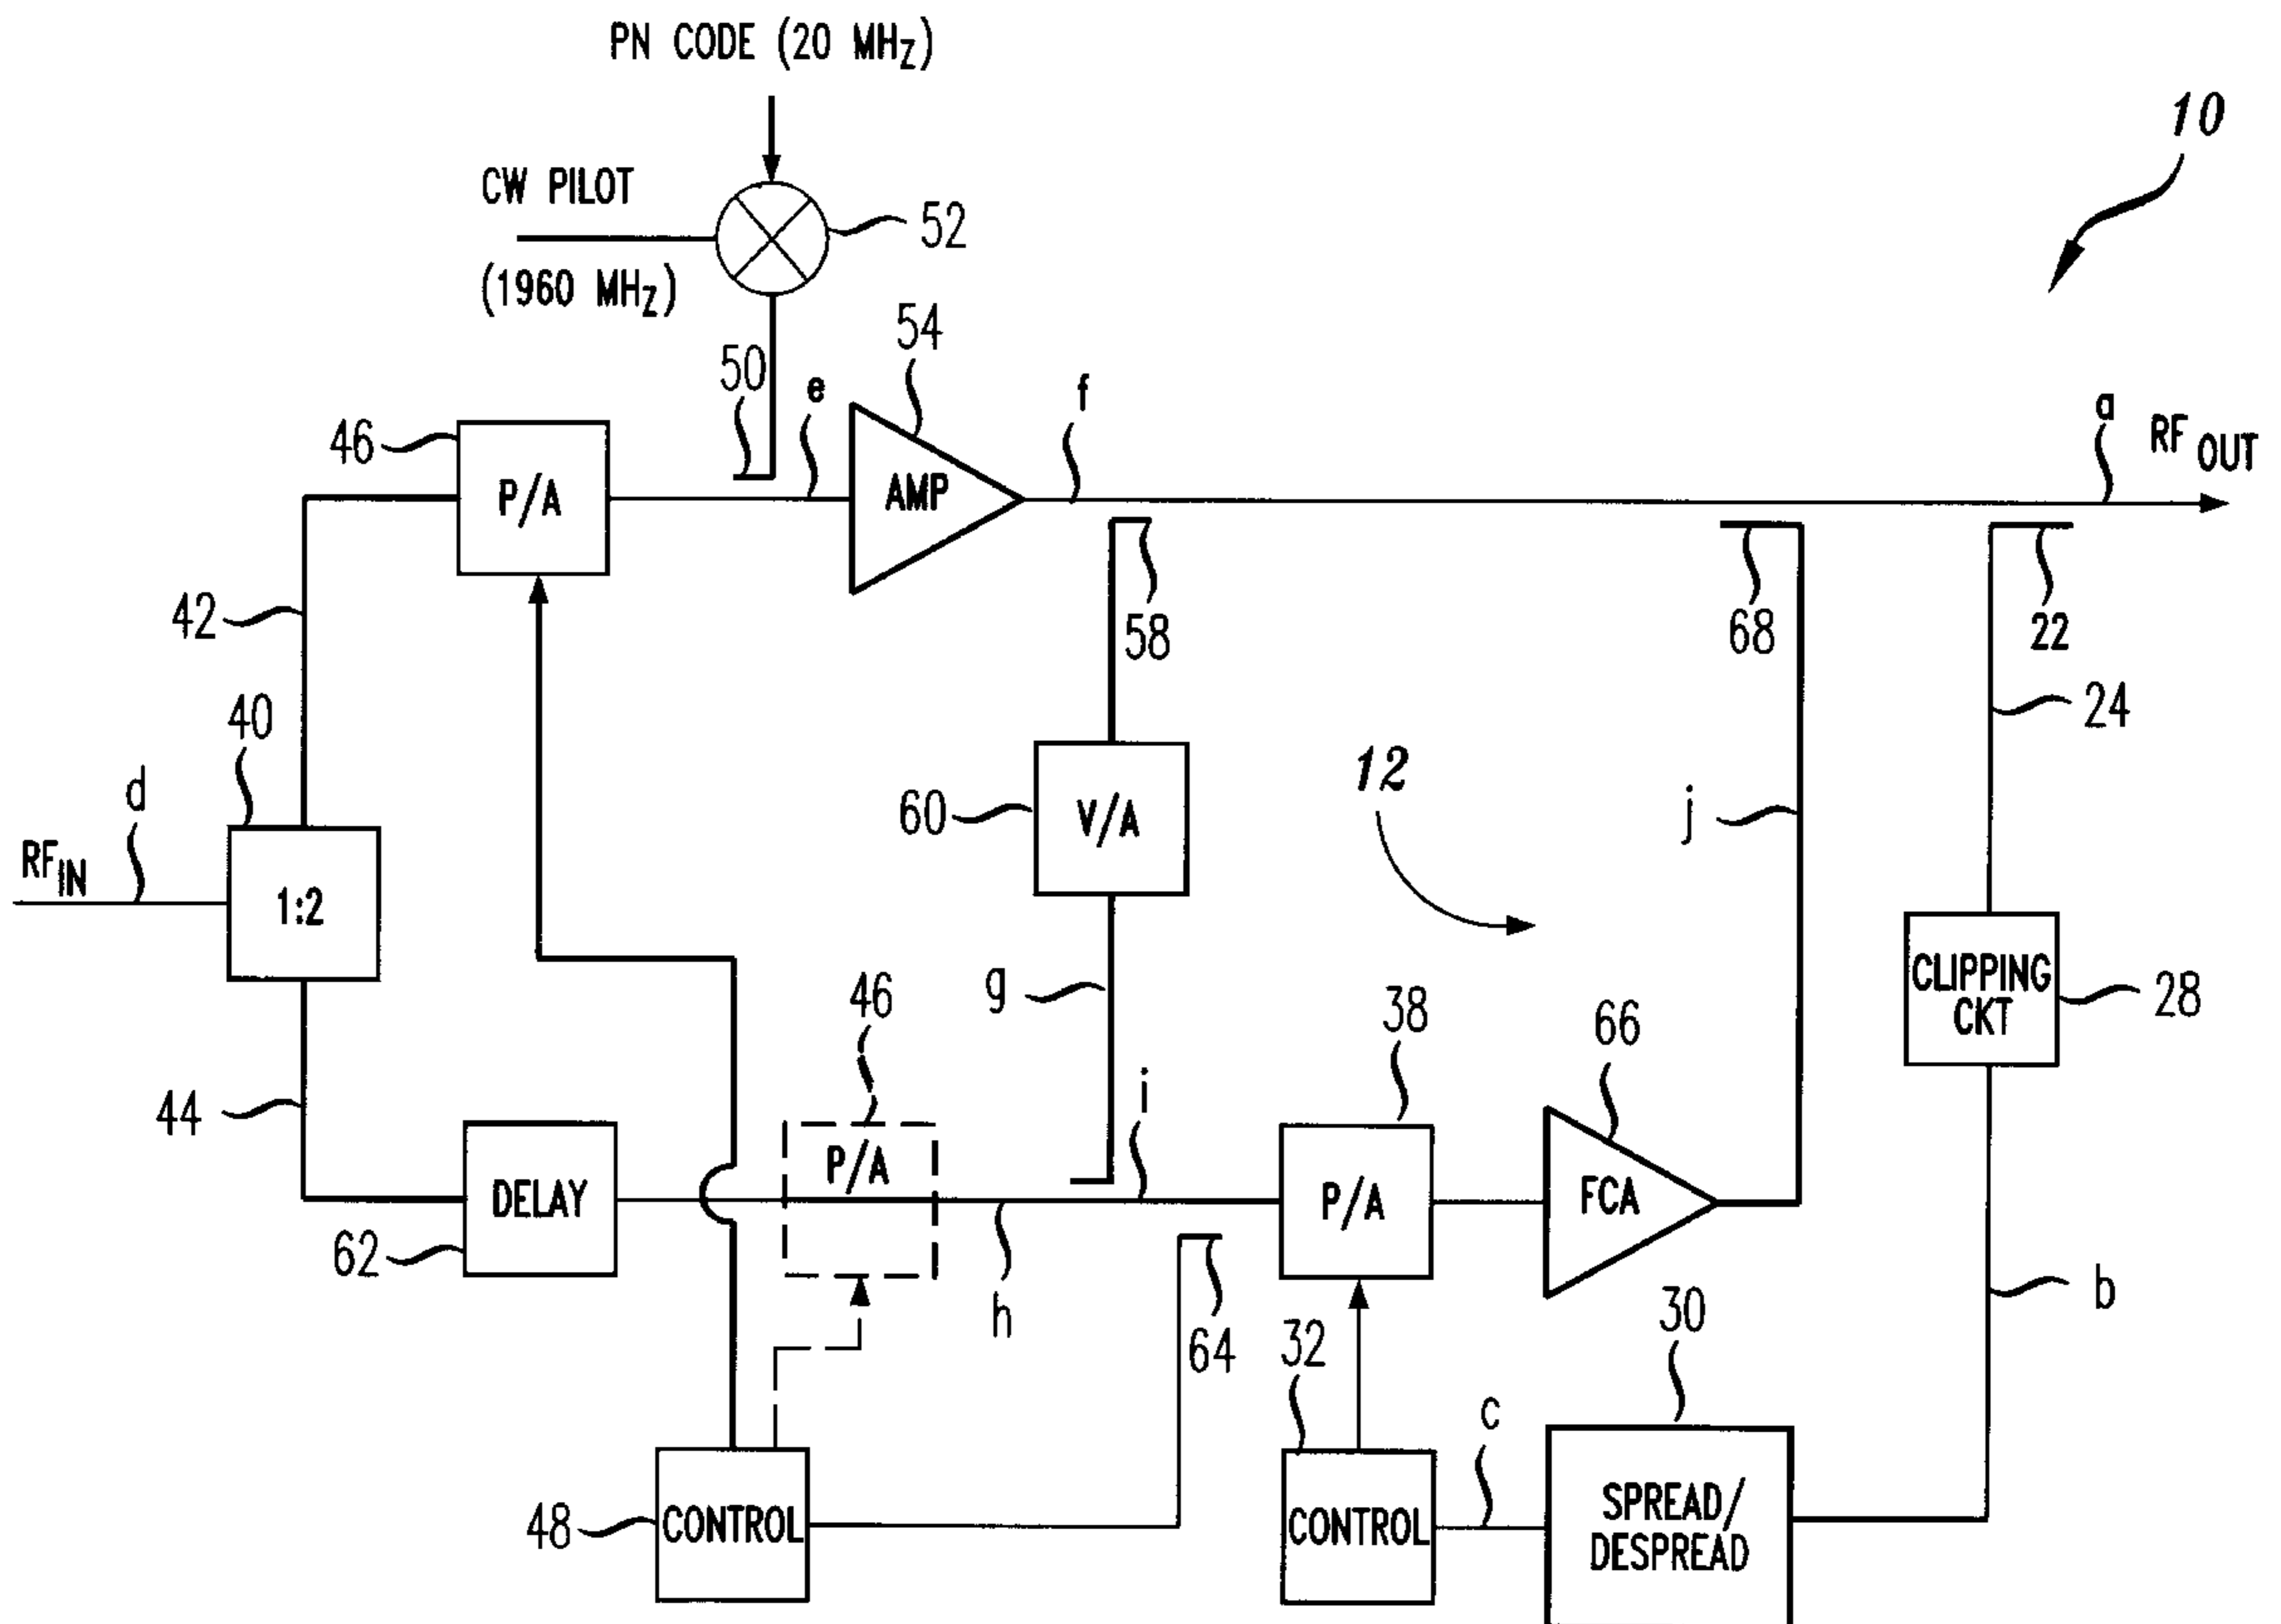 PN CODE (20 MHz)
10
CW PILOT
52
(1960 MHz)
54
50
e
f
a
RF OUT
46
P/A
AMP
42
58
68
22
40
24
d
12
60
V/A
j
RF IN
1:2
g
46
38
CLIPPING
CKT
28
66
44
i
P/A
DELAY
P/A
FCA
62
h
b
64
32
30
c
48
CONTROL
CONTROL
SPREAD/
DESPREAD